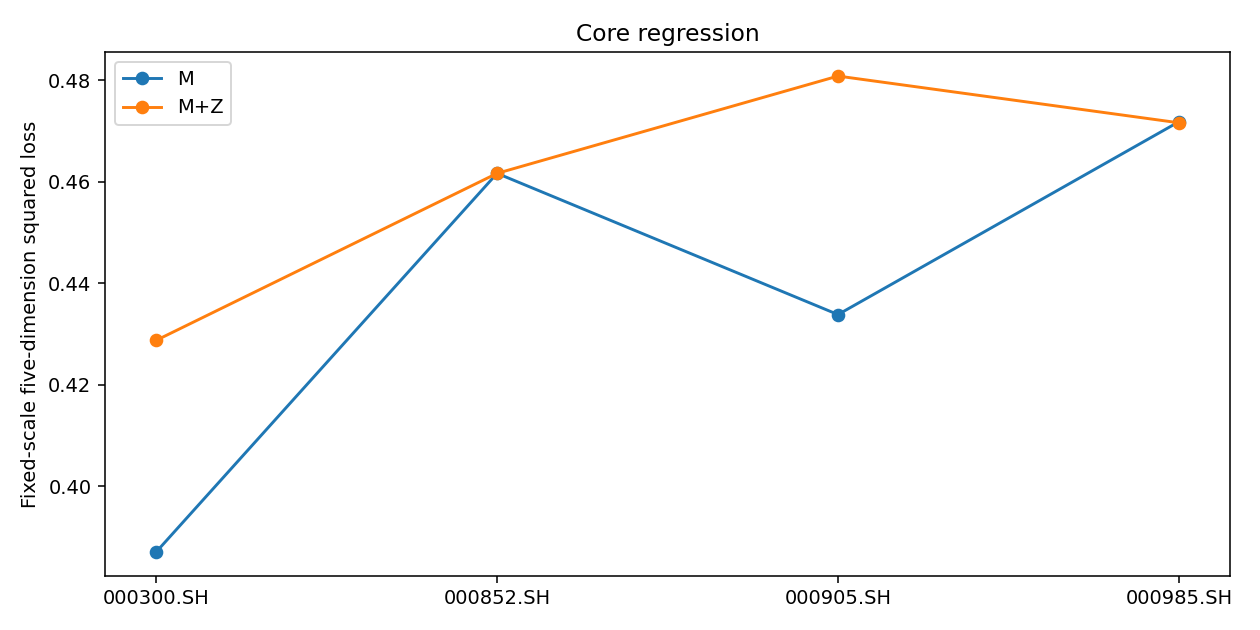 Core regression
M
M+Z
Fixed-scale five-dimension squared loss
0.48
0.46
0.44
0.42
0.40
000300.SH
000852.SH
000905.SH
000985.SH